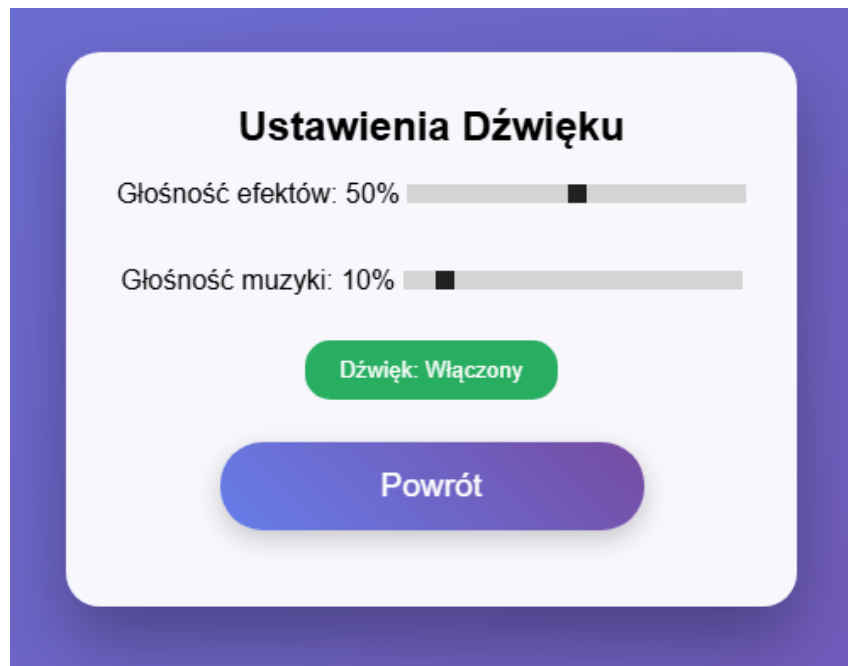 Ustawienia Dźwięku
Głośność efektów: 50%
Głośność muzyki: 10%
Dźwięk: Włączony
Powrót